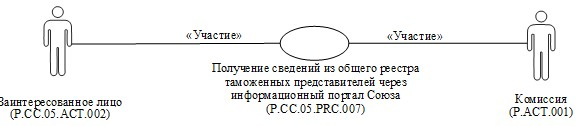 «Участие»
«Участие»
Получение сведений из общего реестра
таможенных представителей через
информационный портал Союза
(P.CC.05.PRC.007)
Заинтересованное лицо
(P.CC.05.ACT.002)
Комиссия
(P.ACT.001)